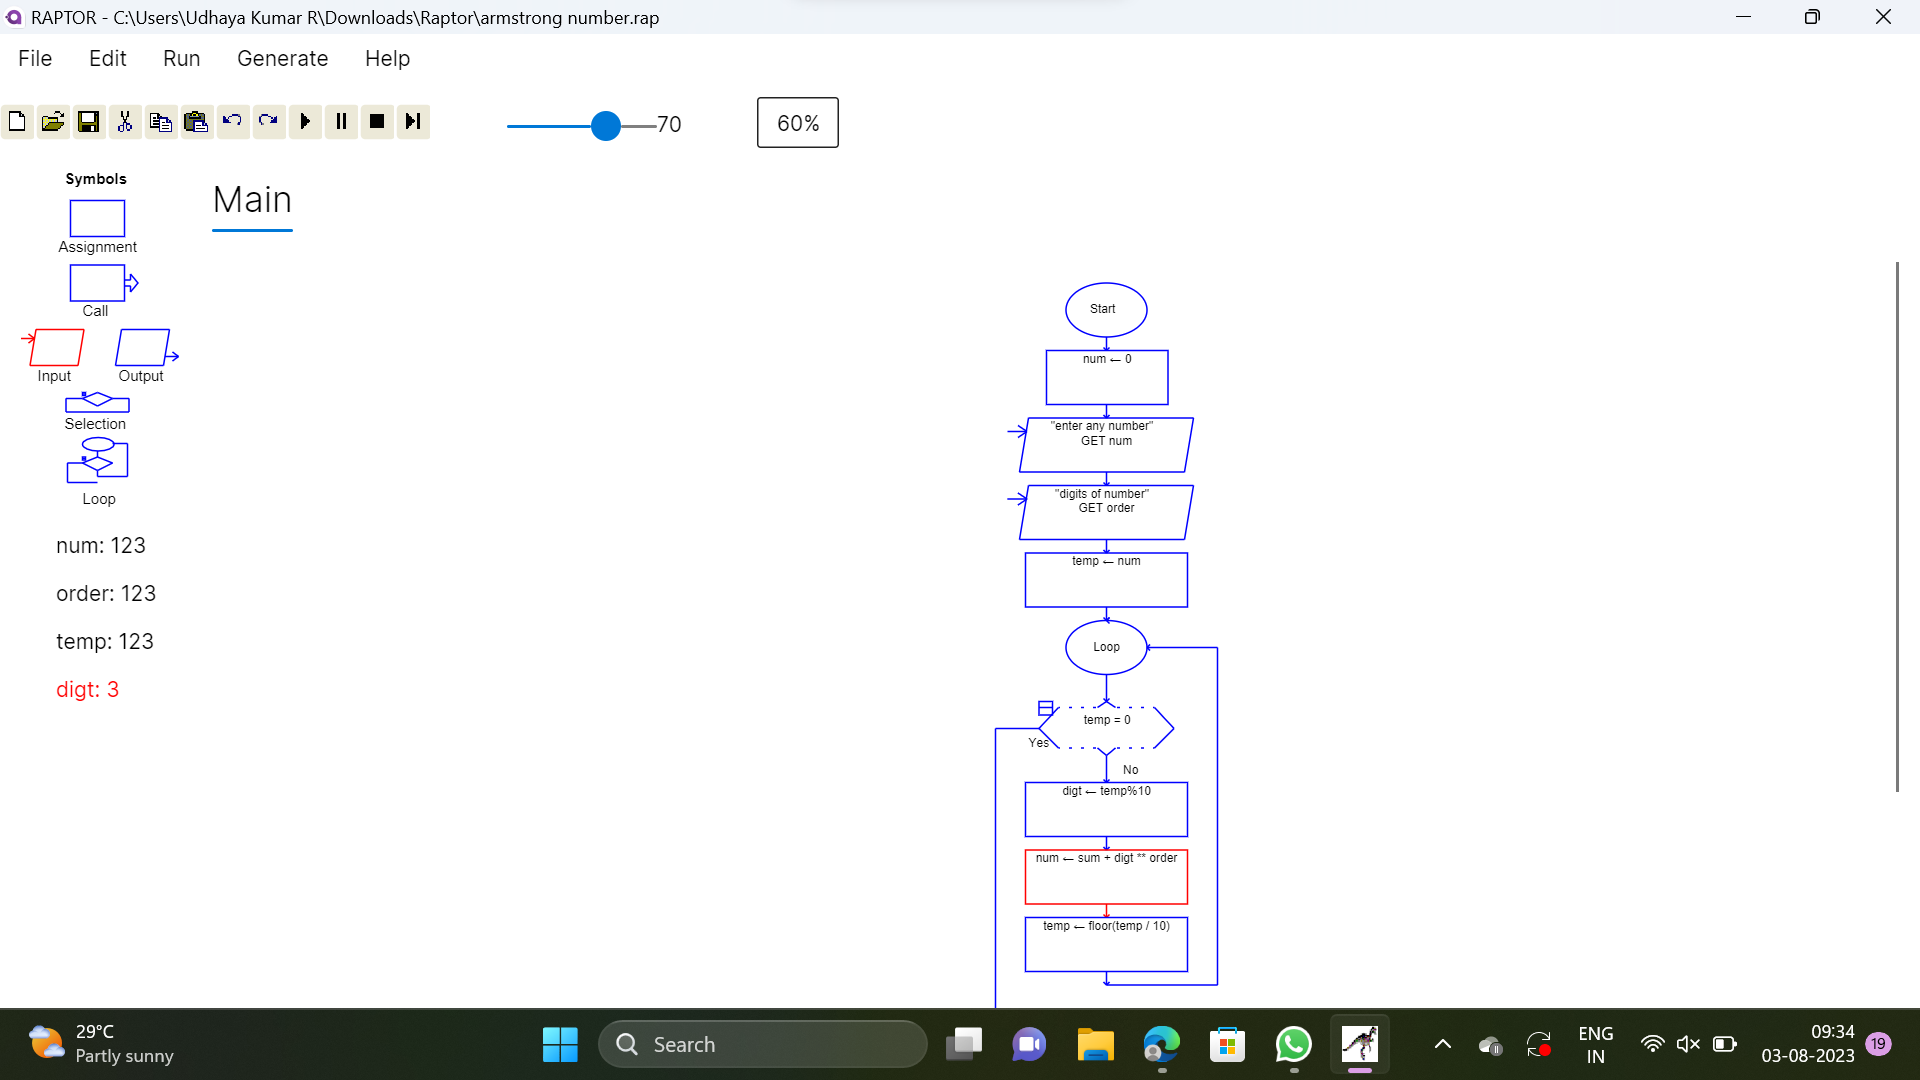 RAPTOR - C:\Users\Udhaya Kumar R\Downloads\Raptor\armstrong number.rap
File Edit Run Generate Help
70
60%
Symbols
Assignment
Call
Input Output
Selection
Loop
num: 123
order: 123
temp: 123
digt: 3
Main
Start
num ← 0
"enter any number"
GET num
"digits of number"
GET order
temp ← num
Loop
temp = 0
Yes
No
digt ← temp%10
num ← sum + digt ** order
temp ← floor(temp / 10)
29°C
Partly sunny
Search
ENG
IN
09:34
03-08-2023
19